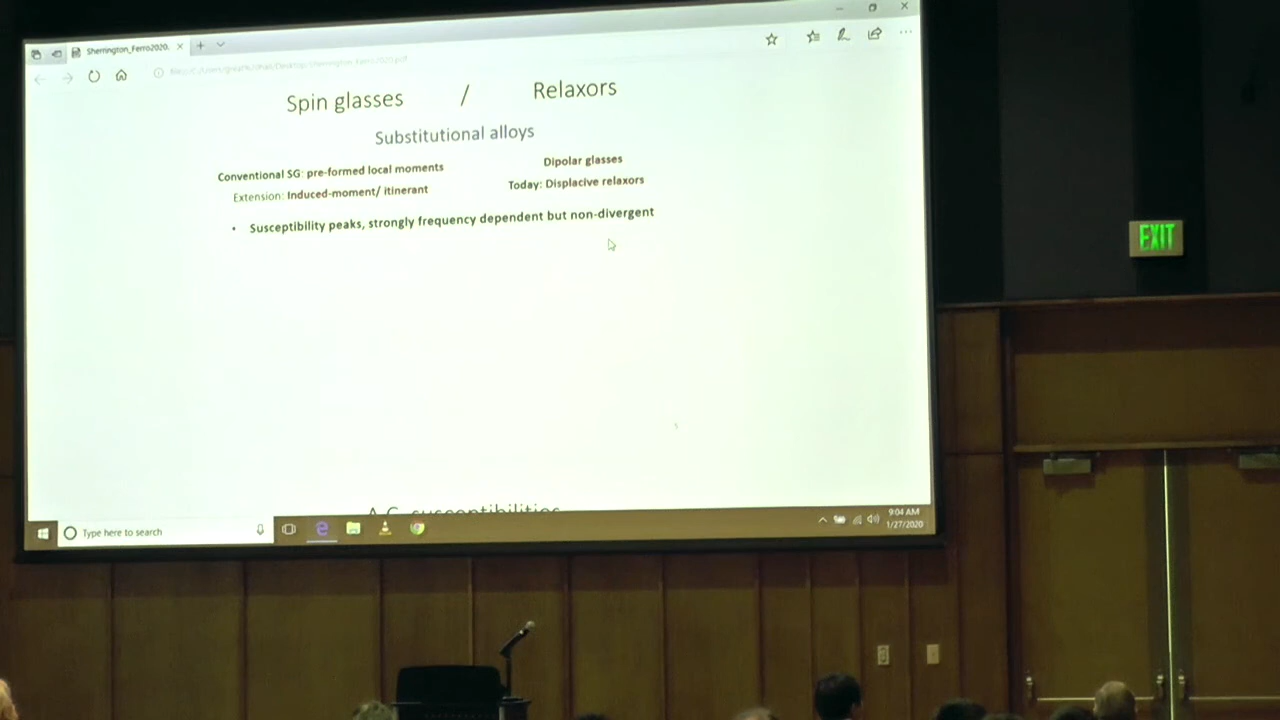 Sherrington_Ferro2020.
Spin glasses / Relaxors
Substitutional alloys
Conventional SG: pre-formed local moments
Dipolar glasses
Extension: Induced-moment/ itinerant
Today: Displacive relaxors
• Susceptibility peaks, strongly frequency dependent but non-divergent
EXIT
A.C. susceptibilities
Type here to search
9:04 AM
1/27/2020